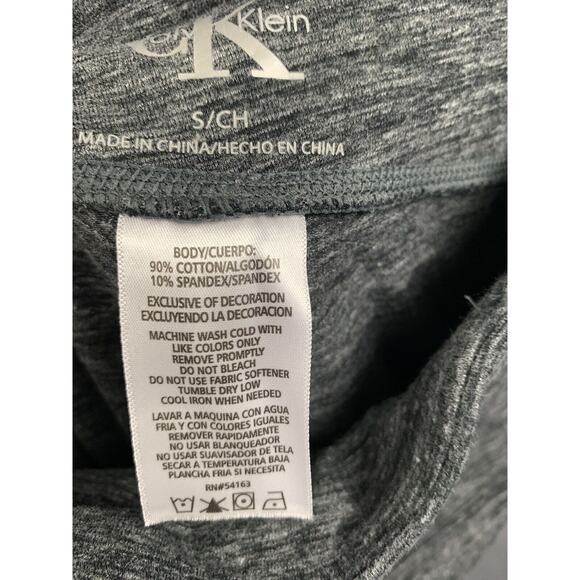 CK
Klein
S/CH
MADE IN CHINA/HECHO EN CHINA
BODY/CUERPO:
90% COTTON/ALGODÓN
10% SPANDEX/SPANDEX
EXCLUSIVE OF DECORATION
EXCLUYENDO LA DECORACION
MACHINE WASH COLD WITH
LIKE COLORS ONLY
REMOVE PROMPTLY
DO NOT BLEACH
DO NOT USE FABRIC SOFTENER
TUMBLE DRY LOW
COOL IRON WHEN NEEDED
LAVAR A MAQUINA CON AGUA
FRIA Y CON COLORES IGUALES
REMOVER RAPIDAMENTE
NO USAR BLANQUEADOR
NO USAR SUAVISADOR DE TELA
SECAR A TEMPERATURA BAJA
PLANCHA FRIA SI NECESITA
RN#54163